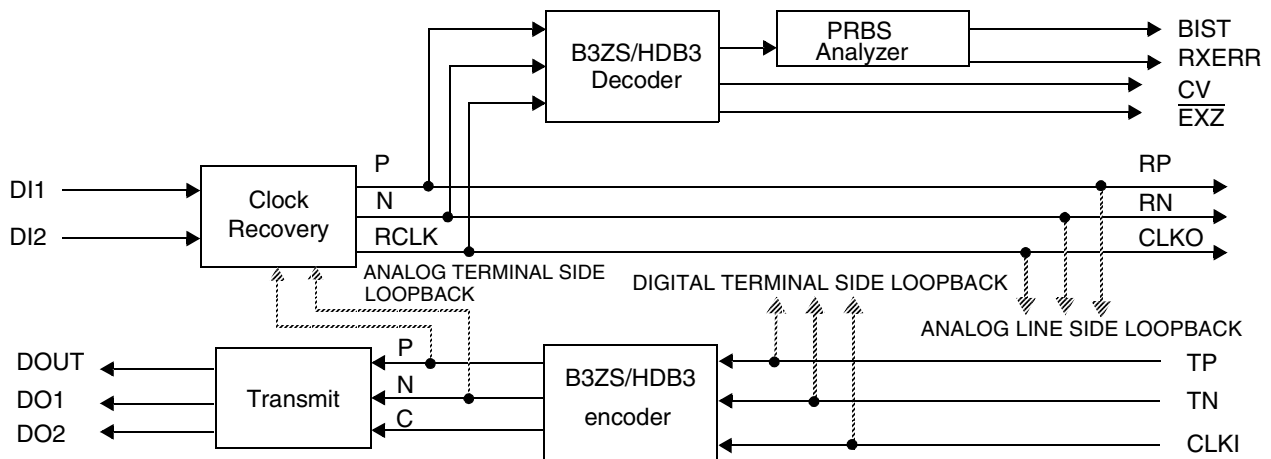 BIST
PRBS
Analyzer
RXERR
B3ZS/HDB3
Decoder
CV
EXZ
P
RP
DI1
Clock
Recovery
N
RN
DI2
RCLK
CLKO
ANALOG TERMINAL SIDE
LOOPBACK
DIGITAL TERMINAL SIDE LOOPBACK
ANALOG LINE SIDE LOOPBACK
DOUT
P
TP
B3ZS/HDB3
encoder
DO1
Transmit
N
TN
C
DO2
CLKI